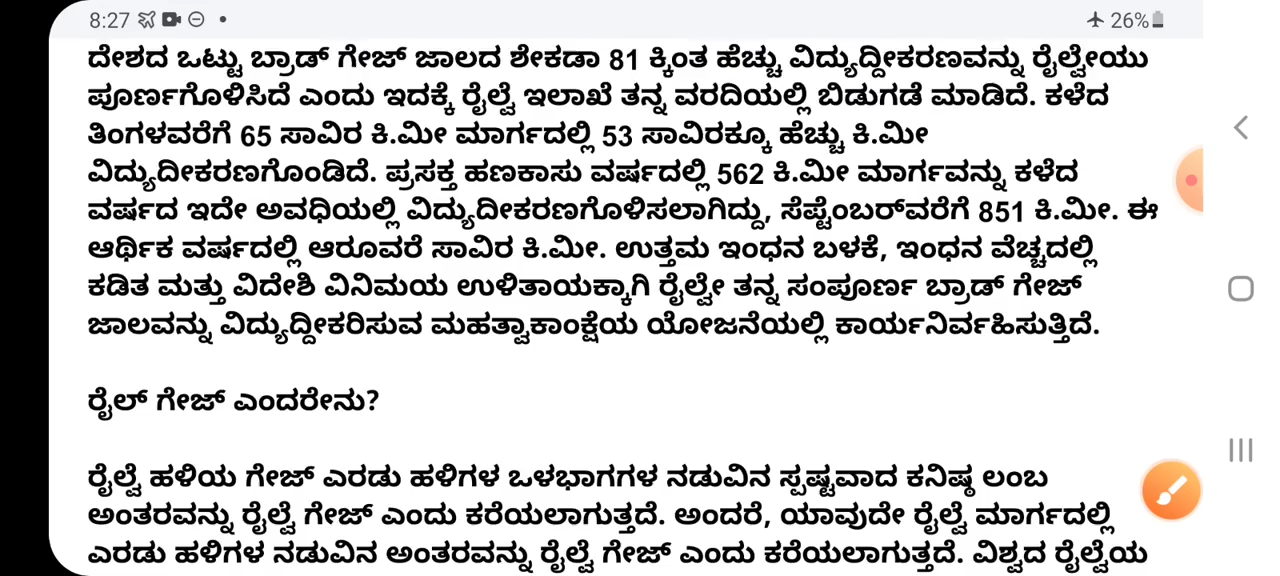 8:27
26%
ದೇಶದ ಒಟ್ಟು ಬ್ರಾಡ್ ಗೇಜ್ ಜಾಲದ ಶೇಕಡಾ 81 ಕ್ಕಿಂತ ಹೆಚ್ಚು ವಿದ್ಯುದ್ದೀಕರಣವನ್ನು ರೈಲ್ವೇಯು
ಪೂರ್ಣಗೊಳಿಸಿದೆ ಎಂದು ಇದಕ್ಕೆ ರೈಲ್ವೆ ಇಲಾಖೆ ತನ್ನ ವರದಿಯಲ್ಲಿ ಬಿಡುಗಡೆ ಮಾಡಿದೆ. ಕಳೆದ
ತಿಂಗಳವರೆಗೆ 65 ಸಾವಿರ ಕಿ.ಮೀ ಮಾರ್ಗದಲ್ಲಿ 53 ಸಾವಿರಕ್ಕೂ ಹೆಚ್ಚು ಕಿ.ಮೀ
ವಿದ್ಯುದೀಕರಣಗೊಂಡಿದೆ. ಪ್ರಸಕ್ತ ಹಣಕಾಸು ವರ್ಷದಲ್ಲಿ 562 ಕಿ.ಮೀ ಮಾರ್ಗವನ್ನು ಕಳೆದ
ವರ್ಷದ ಇದೇ ಅವಧಿಯಲ್ಲಿ ವಿದ್ಯುದೀಕರಣಗೊಳಿಸಲಾಗಿದ್ದು, ಸೆಪ್ಟೆಂಬರ್‌ವರೆಗೆ 851 ಕಿ.ಮೀ. ಈ
ಆರ್ಥಿಕ ವರ್ಷದಲ್ಲಿ ಆರೂವರೆ ಸಾವಿರ ಕಿ.ಮೀ. ಉತ್ತಮ ಇಂಧನ ಬಳಕೆ, ಇಂಧನ ವೆಚ್ಚದಲ್ಲಿ
ಕಡಿತ ಮತ್ತು ವಿದೇಶಿ ವಿನಿಮಯ ಉಳಿತಾಯಕ್ಕಾಗಿ ರೈಲ್ವೇ ತನ್ನ ಸಂಪೂರ್ಣ ಬ್ರಾಡ್ ಗೇಜ್
ಜಾಲವನ್ನು ವಿದ್ಯುದ್ದೀಕರಿಸುವ ಮಹತ್ವಾಕಾಂಕ್ಷೆಯ ಯೋಜನೆಯಲ್ಲಿ ಕಾರ್ಯನಿರ್ವಹಿಸುತ್ತಿದೆ.
ರೈಲ್ ಗೇಜ್ ಎಂದರೇನು?
ರೈಲ್ವೆ ಹಳಿಯ ಗೇಜ್ ಎರಡು ಹಳಿಗಳ ಒಳಭಾಗಗಳ ನಡುವಿನ ಸ್ಪಷ್ಟವಾದ ಕನಿಷ್ಠ ಲಂಬ
ಅಂತರವನ್ನು ರೈಲ್ವೆ ಗೇಜ್ ಎಂದು ಕರೆಯಲಾಗುತ್ತದೆ. ಅಂದರೆ, ಯಾವುದೇ ರೈಲ್ವೆ ಮಾರ್ಗದಲ್ಲಿ
ಎರಡು ಹಳಿಗಳ ನಡುವಿನ ಅಂತರವನ್ನು ರೈಲ್ವೆ ಗೇಜ್ ಎಂದು ಕರೆಯಲಾಗುತ್ತದೆ. ವಿಶ್ವದ ರೈಲ್ವೆಯ